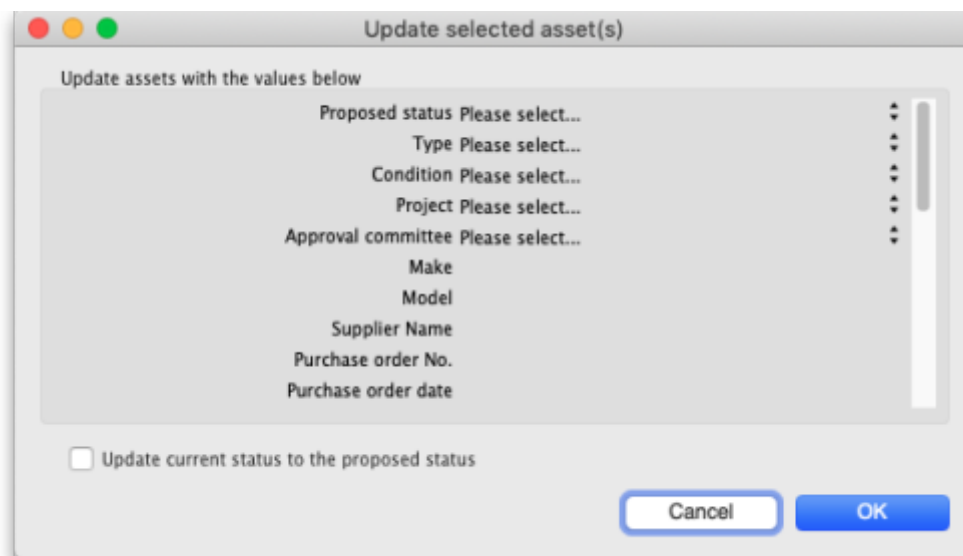 Update selected asset(s)
Update assets with the values below
Proposed status Please select...
Type Please select...
Condition Please select...
Project Please select...
Approval committee Please select...
Make
Model
Supplier Name
Purchase order No.
Purchase order date
Update current status to the proposed status
Cancel OK